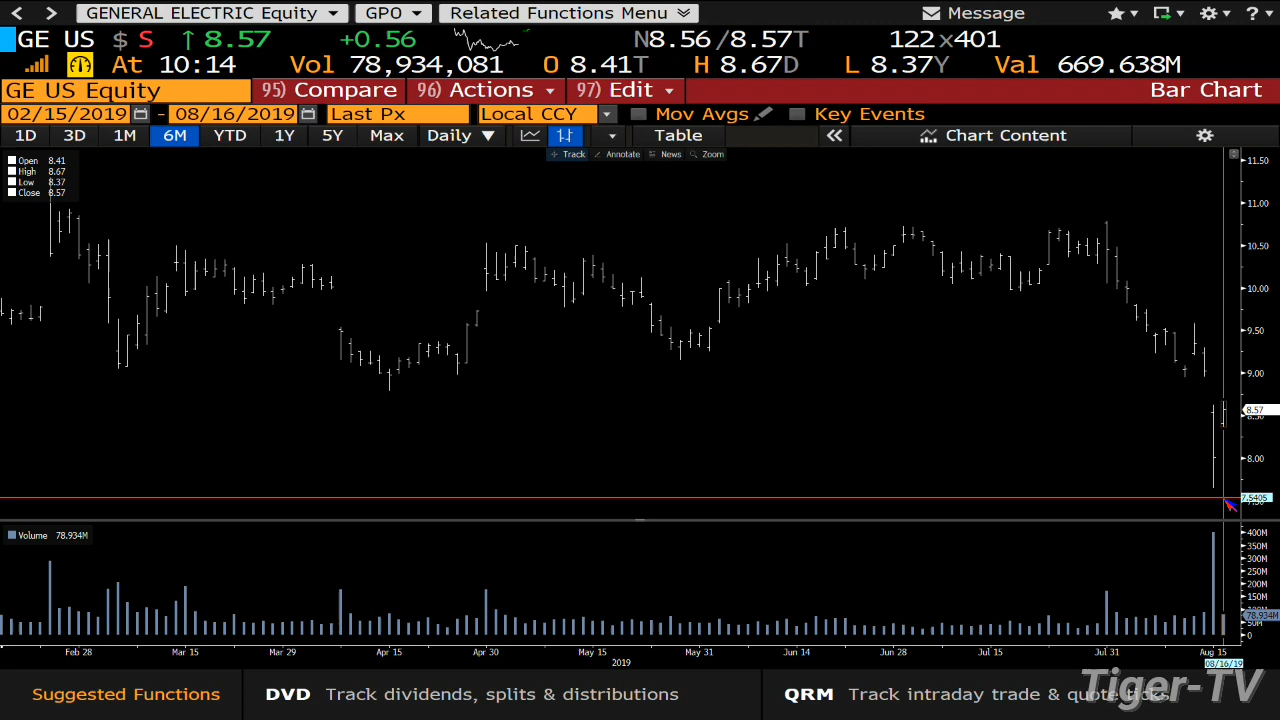 < > GENERAL ELECTRIC Equity GPO Related Functions Menu Message
GE US $ S ↑ 8.57 +0.56 N8.56 /8.57T 122x401
At 10:14 Vol 78,934,081 O 8.41T H 8.67D L 8.37Y Val 669.638M
GE US Equity 95) Compare 96) Actions 97) Edit Bar Chart
02/15/2019 - 08/16/2019 Last Px Local CCY Mov Avgs Key Events
1D 3D 1M 6M YTD 1Y 5Y Max Daily ▼ Table « Chart Content
Track Annotate News Zoom
Open 8.41
High 8.67
Low 8.37
Close 8.57
11.50
11.00
10.50
10.00
9.50
9.00
8.57
8.00
7.5405
Volume 78.934M
400M
350M
300M
250M
200M
150M
78.934M
50M
0
Feb 28 Mar 15 Mar 29 Apr 15 Apr 30 May 15 May 31 Jun 14 Jun 28 Jul 15 Jul 31 Aug 15
2019 08/16/19
Suggested Functions DVD Track dividends, splits & distributions QRM Track intraday trade & quote ticks
Tiger-TV